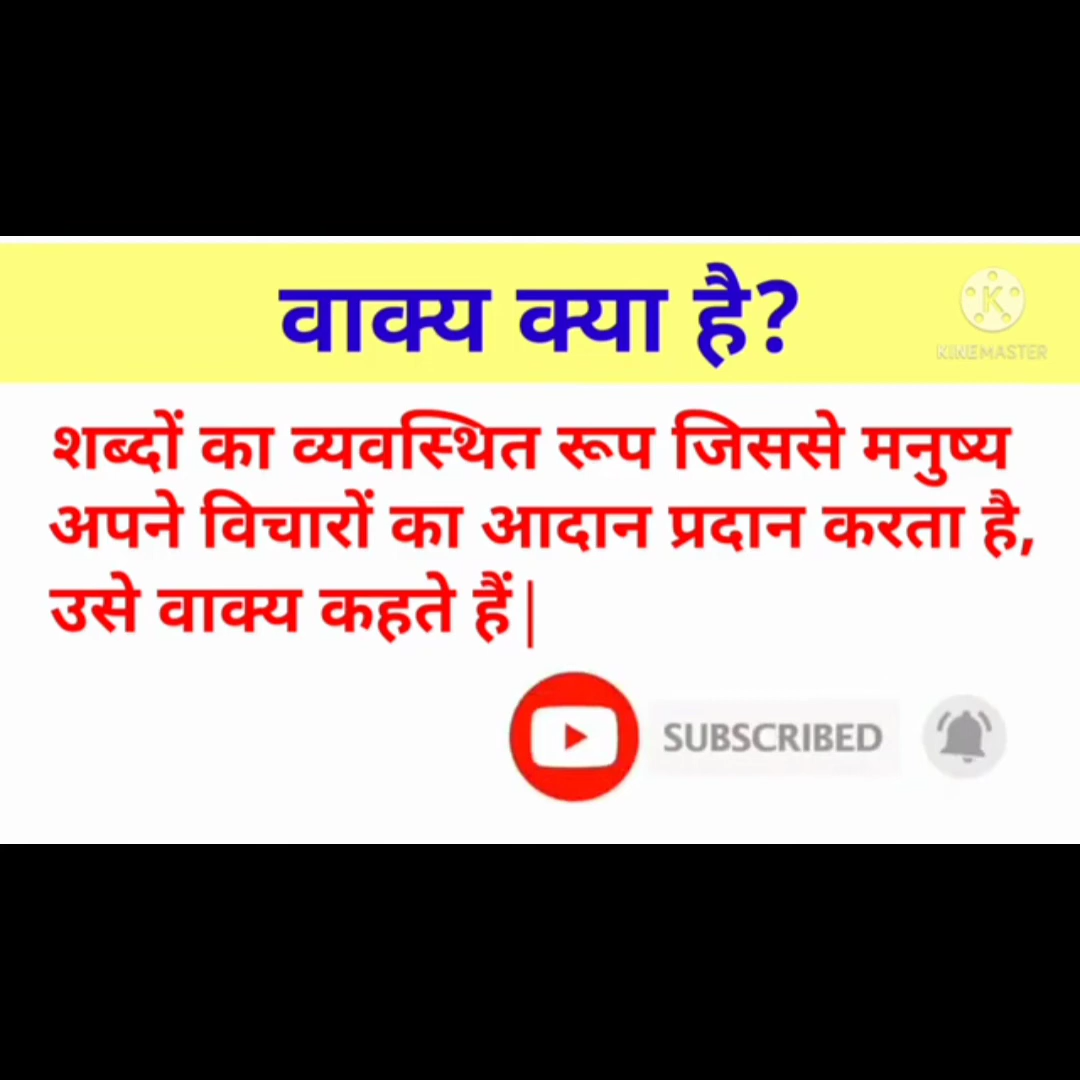 वाक्य क्या है?
KINEMASTER
शब्दों का व्यवस्थित रूप जिससे मनुष्य
अपने विचारों का आदान प्रदान करता है,
उसे वाक्य कहते हैं|
SUBSCRIBED